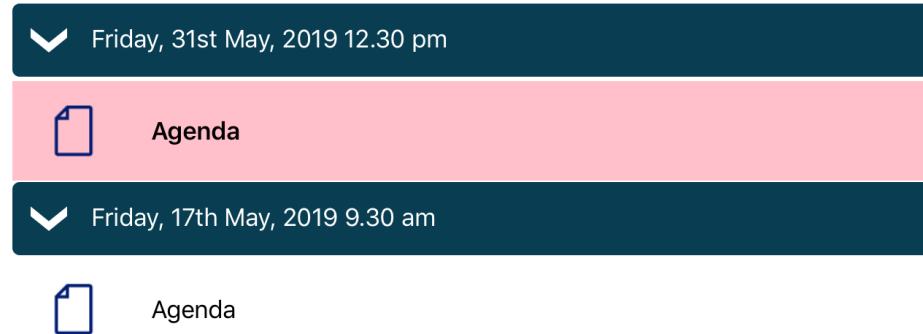 Friday, 31st May, 2019 12.30 pm
Agenda
Friday, 17th May, 2019 9.30 am
Agenda